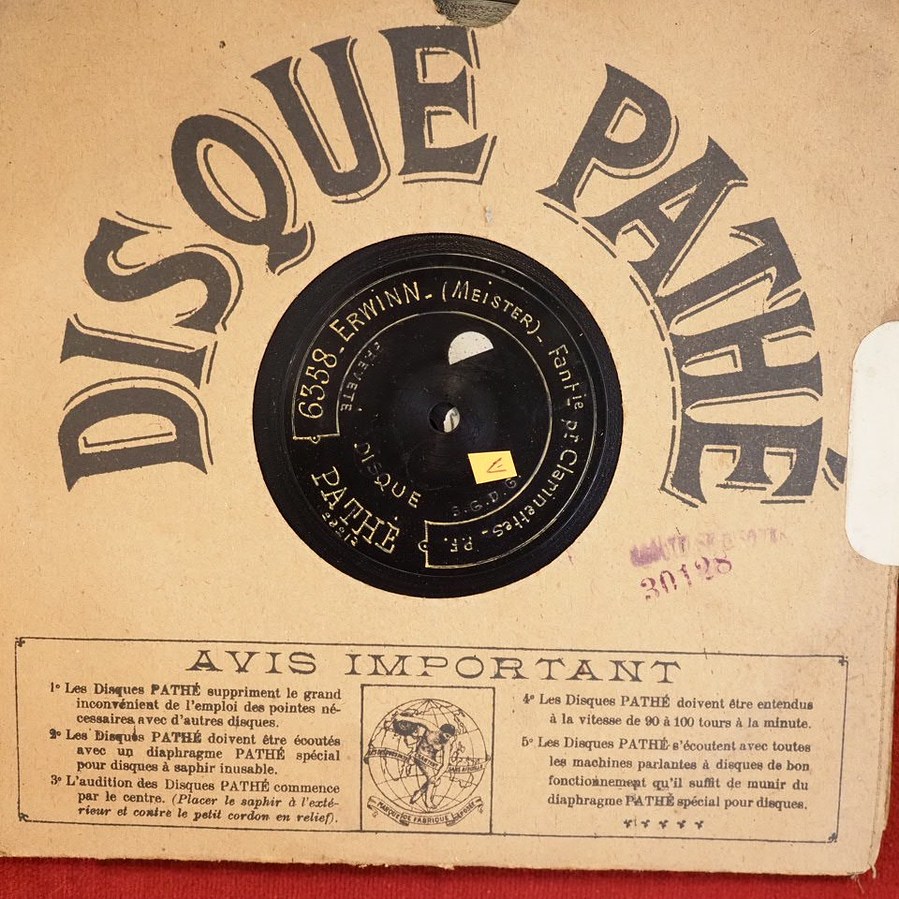 DISQUE PATHÉ
6358_ERWINN_(MEISTER)_Fantie pr Clarinettes_P.F.
BREVETÉ
S.G.D.G.
DISQUE
PATHÉ
30128
AVIS IMPORTANT
1° Les Disques PATHÉ suppriment le grand
inconvénient de l'emploi des pointes né-
cessaires avec d'autres disques.
2° Les Disques PATHÉ doivent être écoutés
avec un diaphragme PATHÉ spécial
pour disques à saphir inusable.
3° L'audition des Disques PATHÉ commence
par le centre. (Placer le saphir à l'exté-
rieur et contre le petit cordon en relief).
MARQUE DE FABRIQUE DÉPOSÉE
4° Les Disques PATHÉ doivent être entendus
à la vitesse de 90 à 100 tours à la minute.
5° Les Disques PATHÉ s'écoutent avec toutes
les machines parlantes à disques de bon
fonctionnement qu'il suffit de munir du
diaphragme PATHÉ spécial pour disques.